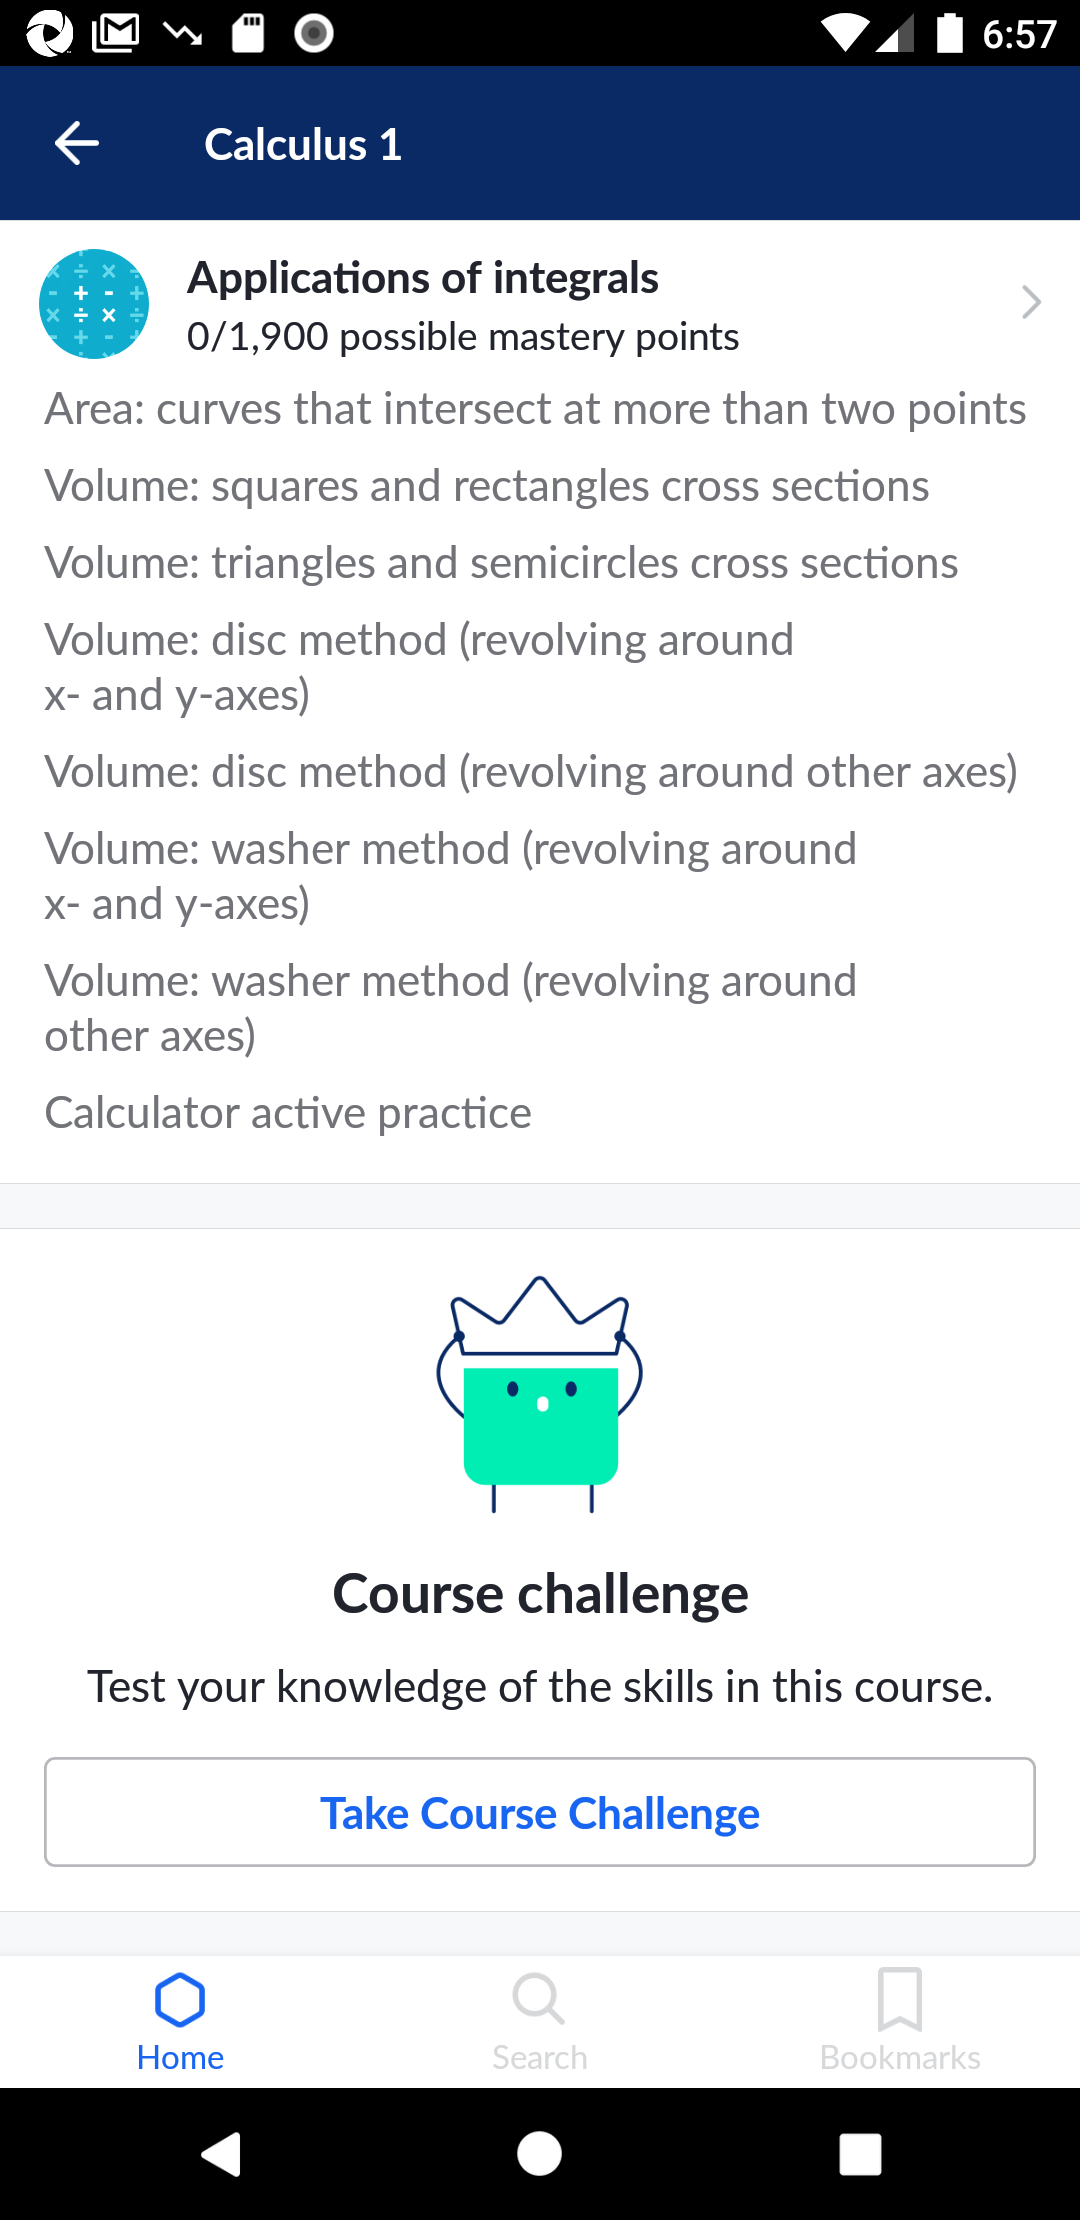 6:57
Calculus 1
Applications of integrals
0/1,900 possible mastery points
Area: curves that intersect at more than two points
Volume: squares and rectangles cross sections
Volume: triangles and semicircles cross sections
Volume: disc method (revolving around
x- and y-axes)
Volume: disc method (revolving around other axes)
Volume: washer method (revolving around
x- and y-axes)
Volume: washer method (revolving around
other axes)
Calculator active practice
Course challenge
Test your knowledge of the skills in this course.
Take Course Challenge
Home
Search
Bookmarks